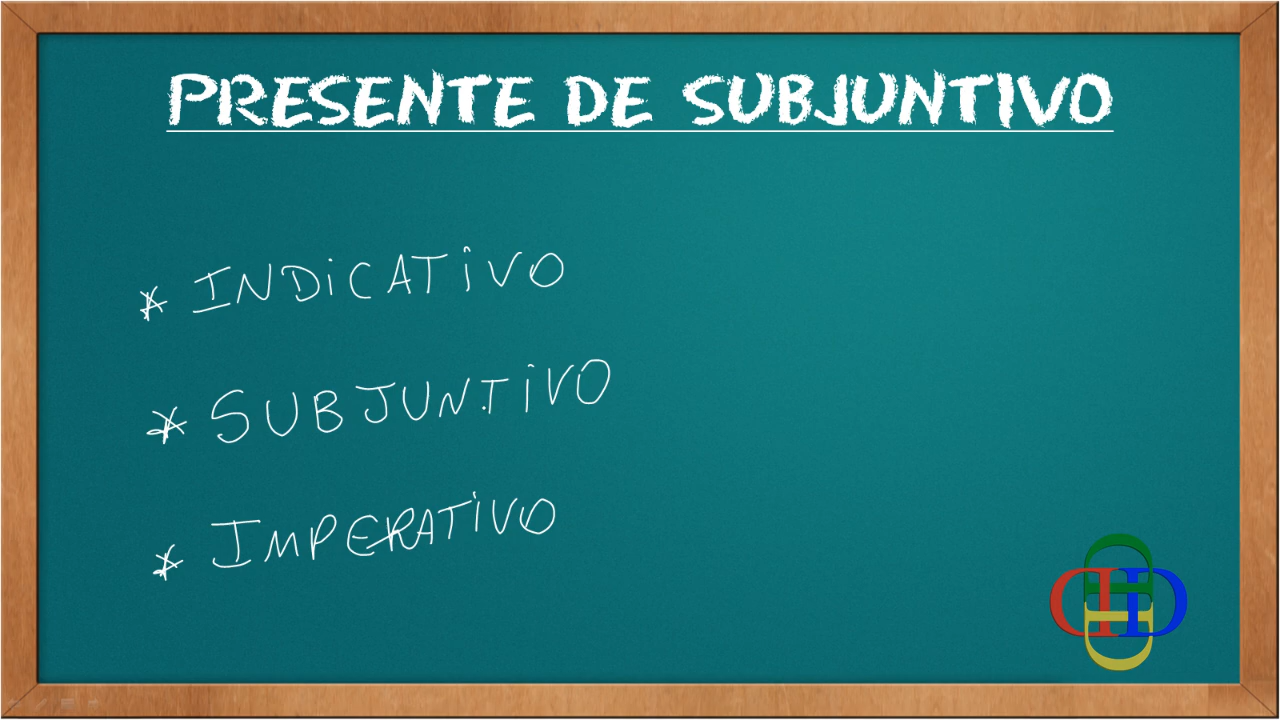 PRESENTE DE SUBJUNTIVO
* INDiCATiVO
* SUBJUNTiVO
* IMPERATiVO